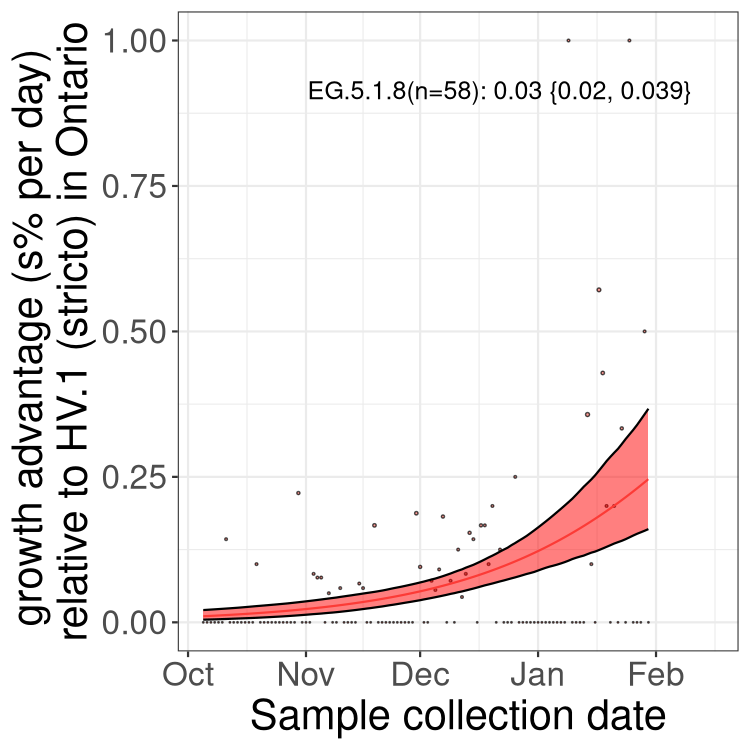 growth advantage (s% per day)
relative to HV.1 (stricto) in Ontario
1.00
0.75
0.50
0.25
0.00
EG.5.1.8(n=58): 0.03 {0.02, 0.039}
Oct
Nov
Dec
Jan
Feb
Sample collection date